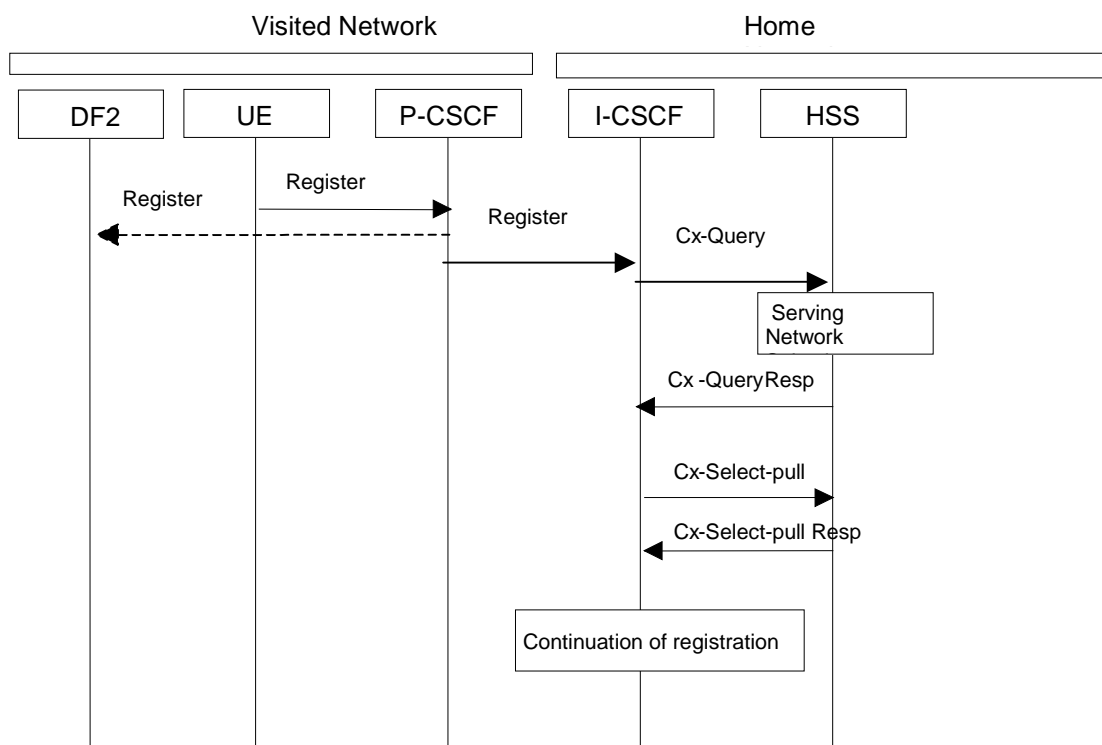 Visited Network
Home
DF2
UE
P-CSCF
I-CSCF
HSS
Register
Register
Register
Cx-Query
Serving
Network
Cx -QueryResp
Cx-Select-pull
Cx-Select-pull Resp
Continuation of registration